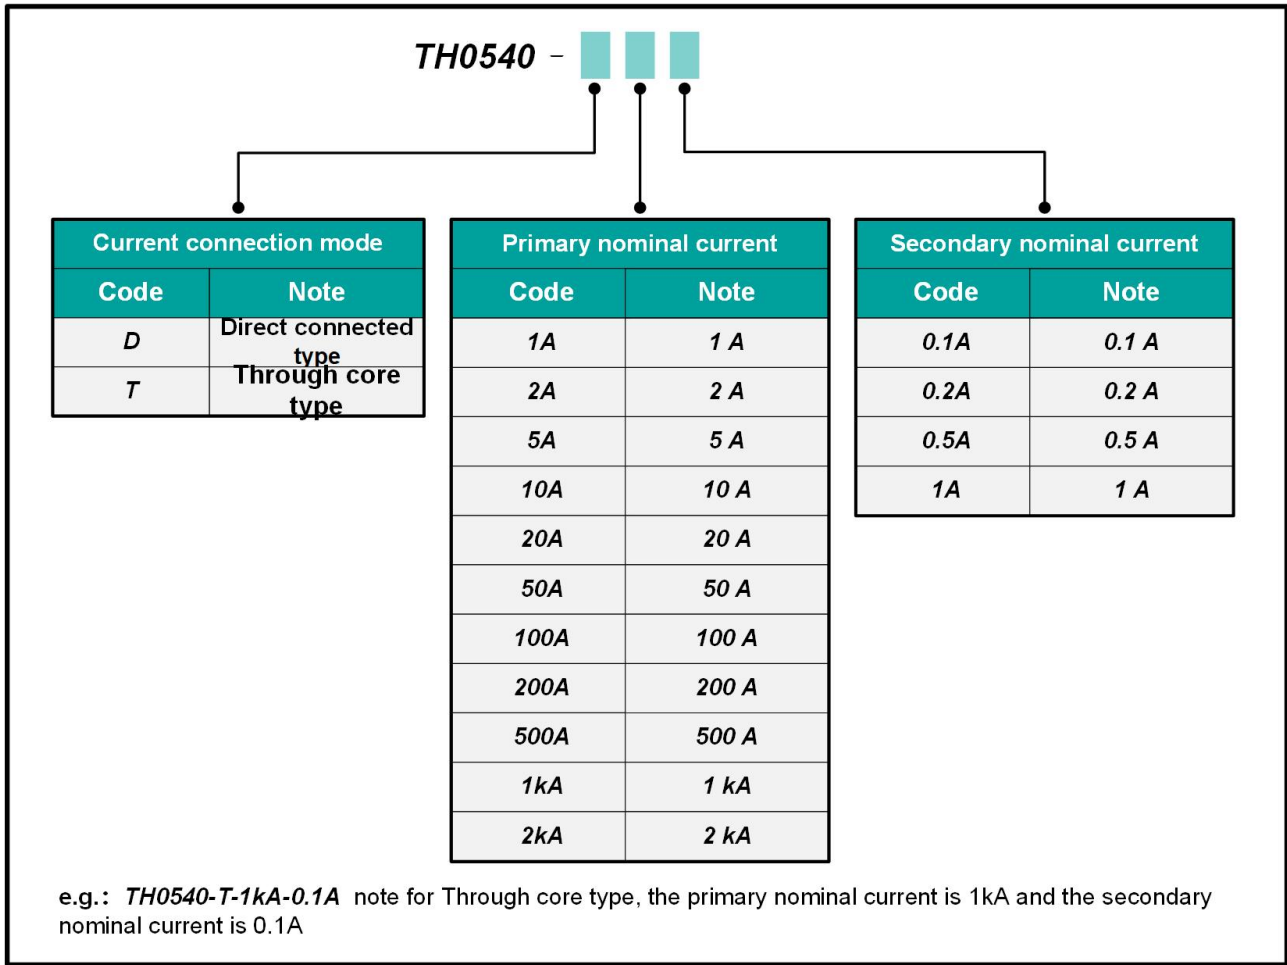 TH0540 -
Current connection mode
Code Note
D Direct connected type
T Through core type
Primary nominal current
Code Note
1A 1 A
2A 2 A
5A 5 A
10A 10 A
20A 20 A
50A 50 A
100A 100 A
200A 200 A
500A 500 A
1kA 1 kA
2kA 2 kA
Secondary nominal current
Code Note
0.1A 0.1 A
0.2A 0.2 A
0.5A 0.5 A
1A 1 A
e.g.: TH0540-T-1kA-0.1A note for Through core type, the primary nominal current is 1kA and the secondary
nominal current is 0.1A